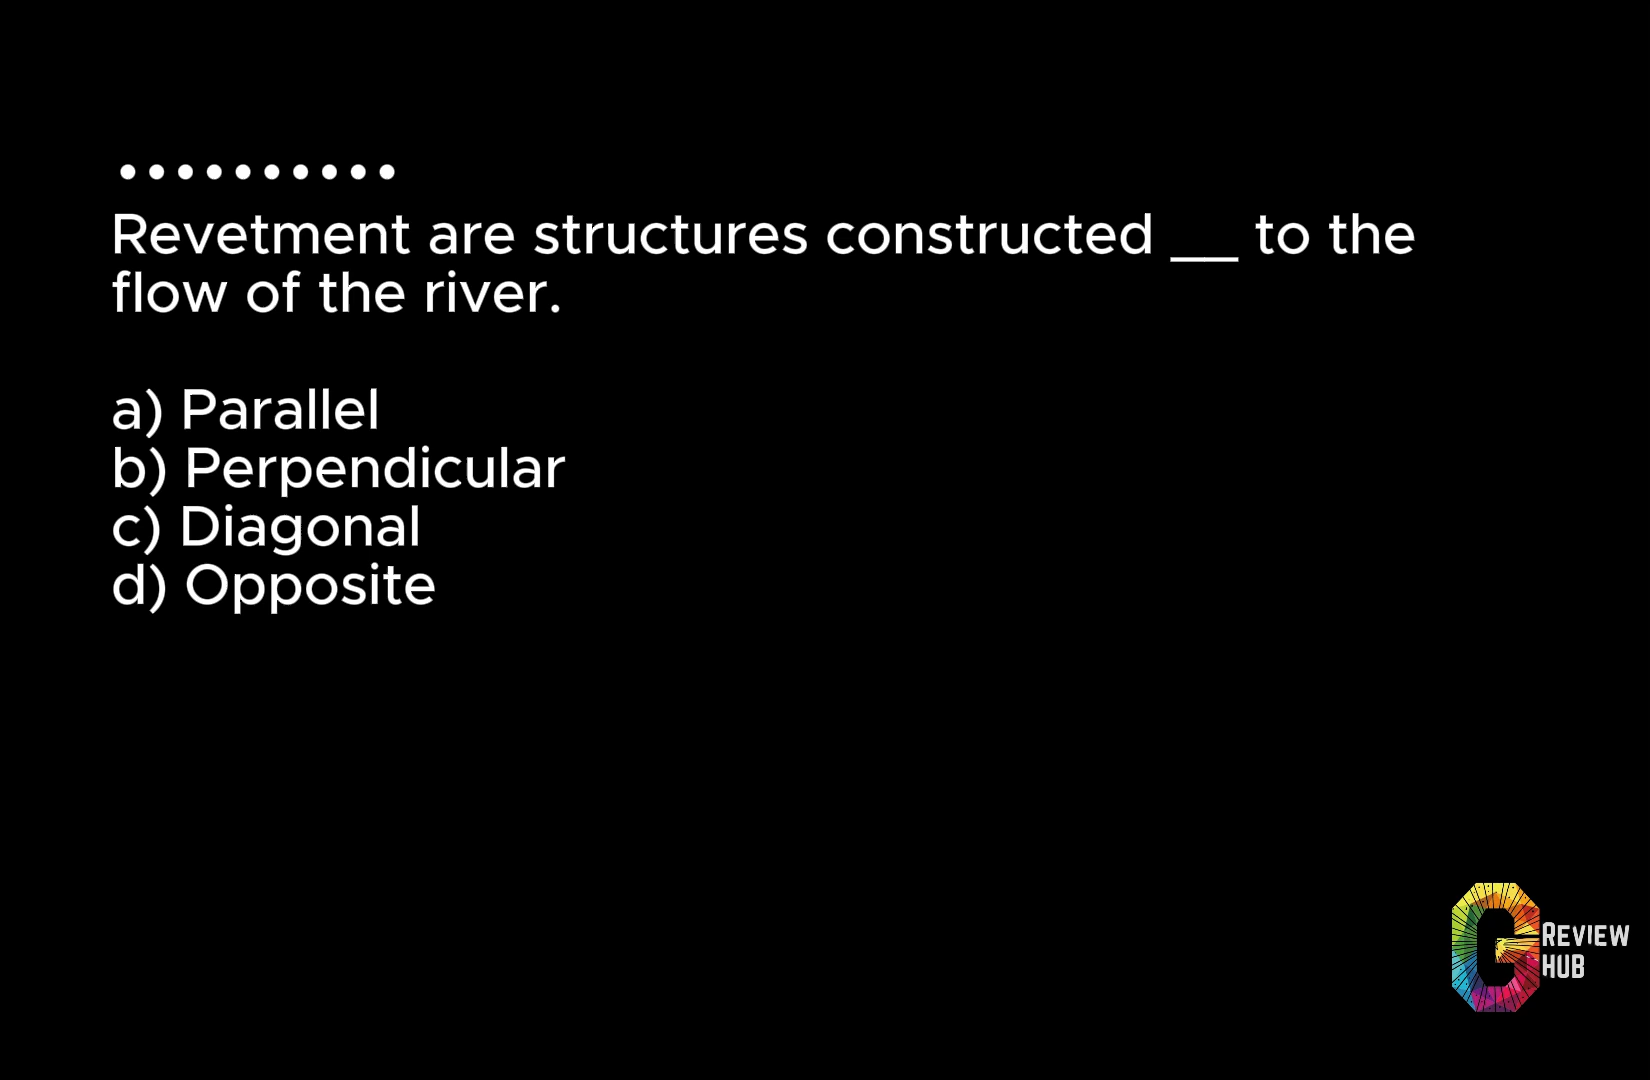 Revetment are structures constructed __ to the
flow of the river.
a) Parallel
b) Perpendicular
c) Diagonal
d) Opposite
G REVIEW
HUB